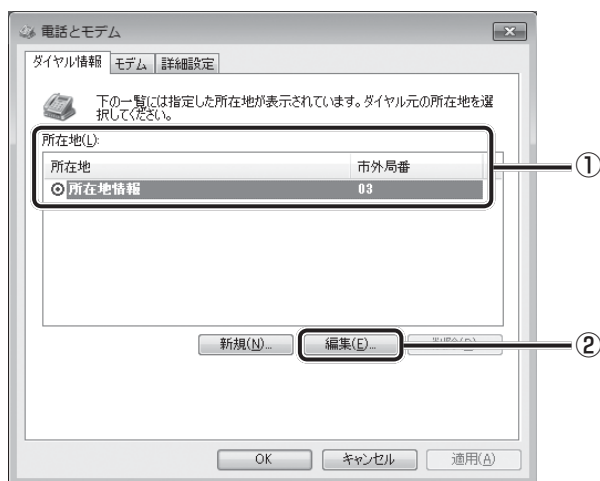 電話とモデム
ダイヤル情報 モデム 詳細設定
下の一覧には指定した所在地が表示されています。ダイヤル元の所在地を選
択してください。
所在地(L):
所在地 市外局番
所在地情報 03
①
新規(N)... 編集(E)...
②
OK キャンセル 適用(A)